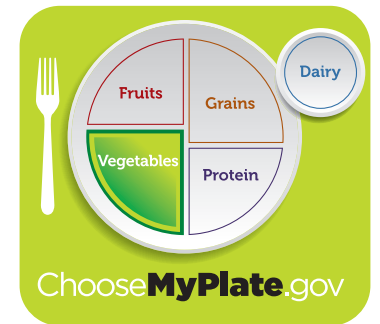 Dairy
Fruits
Grains
Vegetables
Protein
ChooseMyPlate.gov